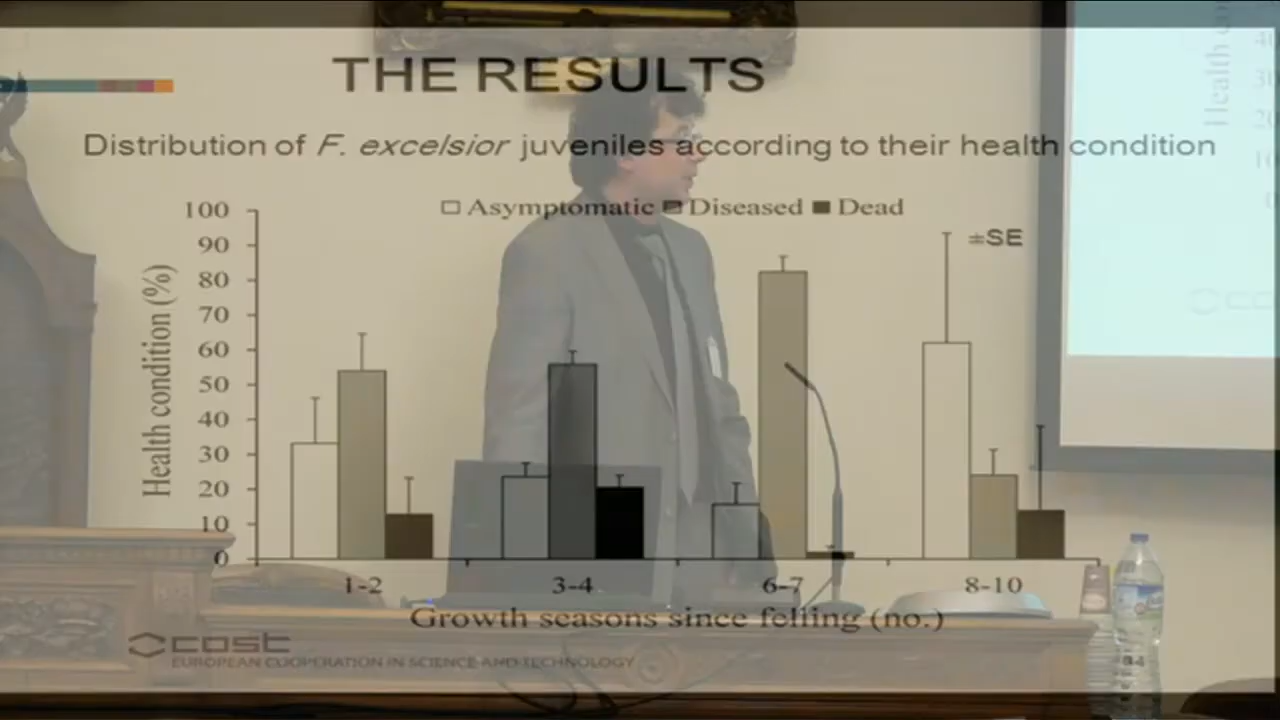 THE RESULTS
Distribution of F. excelsior juveniles according to their health condition
Asymptomatic Diseased Dead
±SE
Health condition (%)
100
90
80
70
60
50
40
30
20
10
0
1-2 3-4 6-7 8-10
Growth seasons since felling (no.)
cost
EUROPEAN COOPERATION IN SCIENCE AND TECHNOLOGY